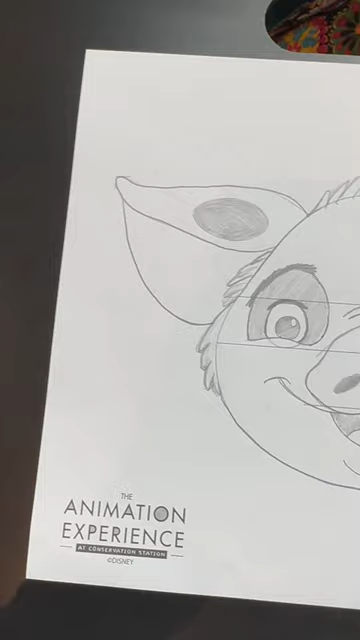 THE
ANIMATION
EXPERIENCE
AT CONSERVATION STATION
©DISNEY